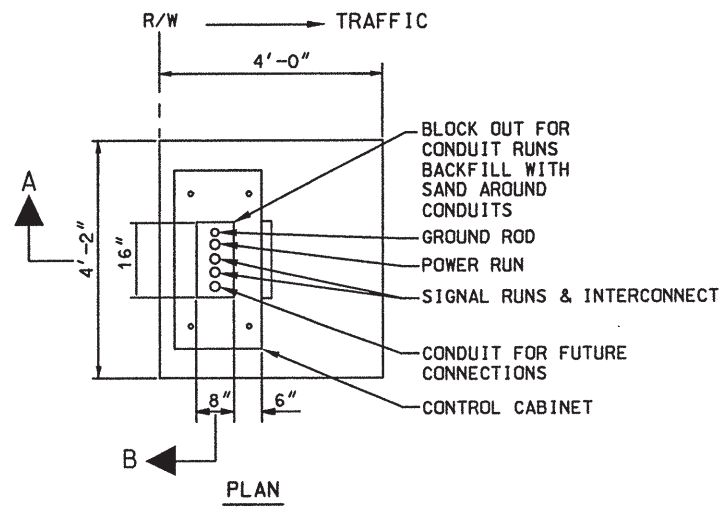 R/W TRAFFIC
4'-0"
BLOCK OUT FOR
CONDUIT RUNS
BACKFILL WITH
SAND AROUND
CONDUITS
A
4'-2"
16"
GROUND ROD
POWER RUN
SIGNAL RUNS & INTERCONNECT
CONDUIT FOR FUTURE
CONNECTIONS
8" 6"
CONTROL CABINET
B
PLAN